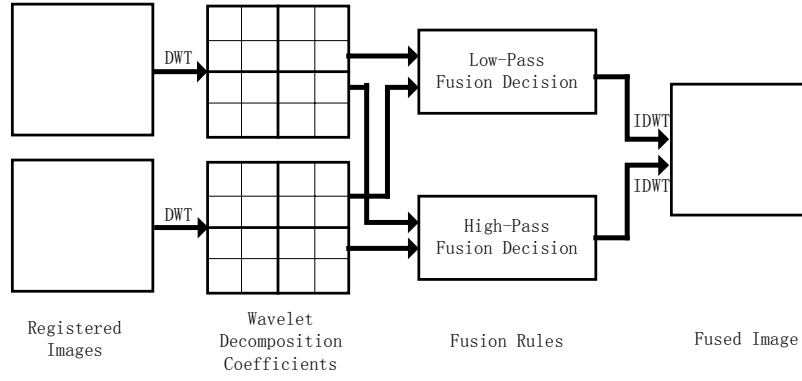 DWT
DWT
Low-Pass
Fusion Decision
High-Pass
Fusion Decision
IDWT
IDWT
Registered
Images
Wavelet
Decomposition
Coefficients
Fusion Rules
Fused Image